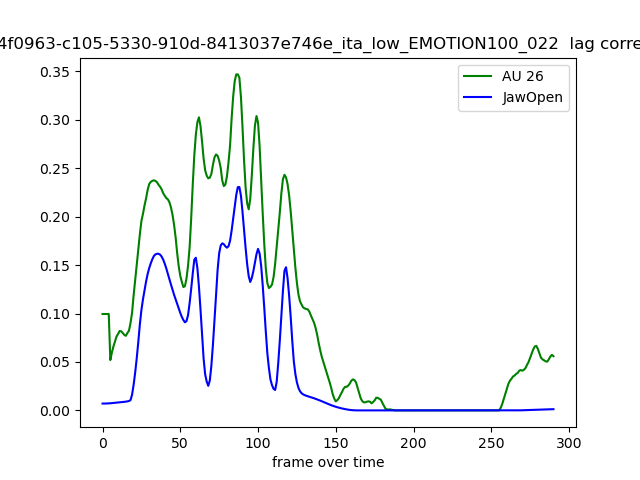 4f0963-c105-5330-910d-8413037e746e_ita_low_EMOTION100_022 lag corre
AU 26
JawOpen
0.35
0.30
0.25
0.20
0.15
0.10
0.05
0.00
0 50 100 150 200 250 300
frame over time